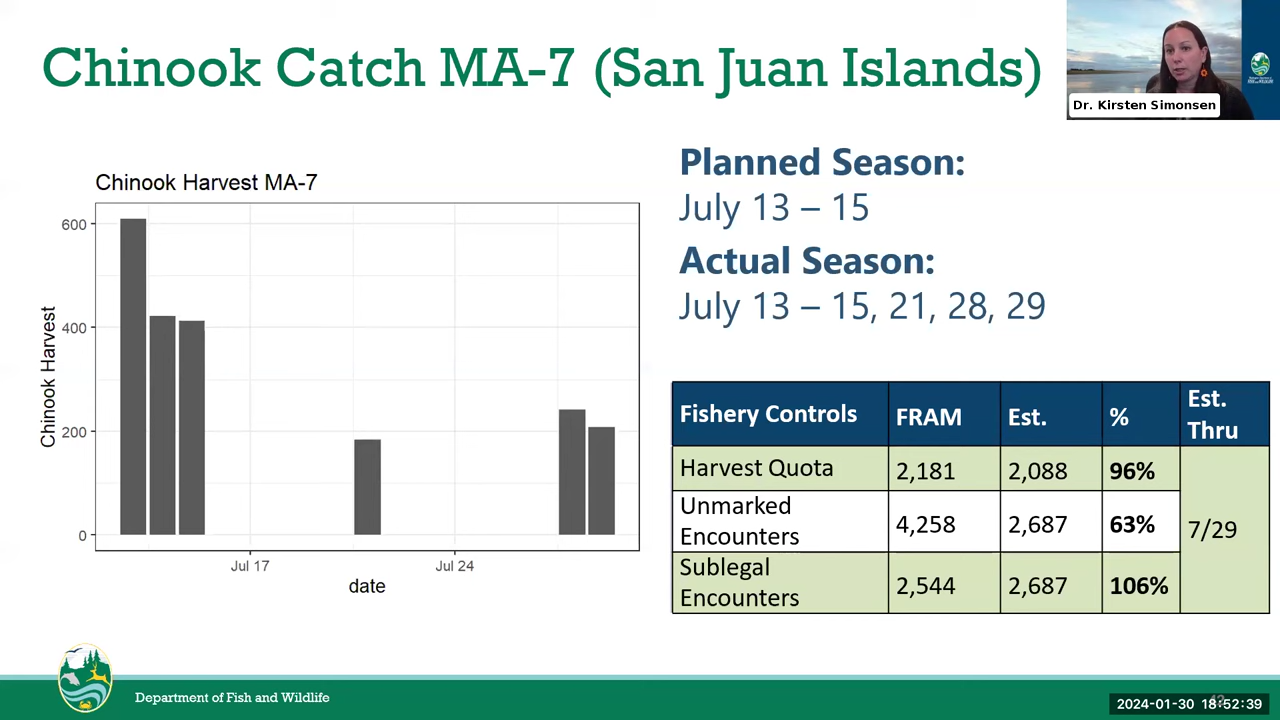 Chinook Catch MA-7 (San Juan Islands)
Dr. Kirsten Simonsen
Chinook Harvest MA-7
Chinook Harvest
600
400
200
0
Jul 17
Jul 24
date
Planned Season:
July 13 – 15
Actual Season:
July 13 – 15, 21, 28, 29
Fishery Controls FRAM Est. % Est. Thru
Harvest Quota 2,181 2,088 96%
Unmarked Encounters 4,258 2,687 63% 7/29
Sublegal Encounters 2,544 2,687 106%
Department of Fish and Wildlife
2024-01-30 18:52:39